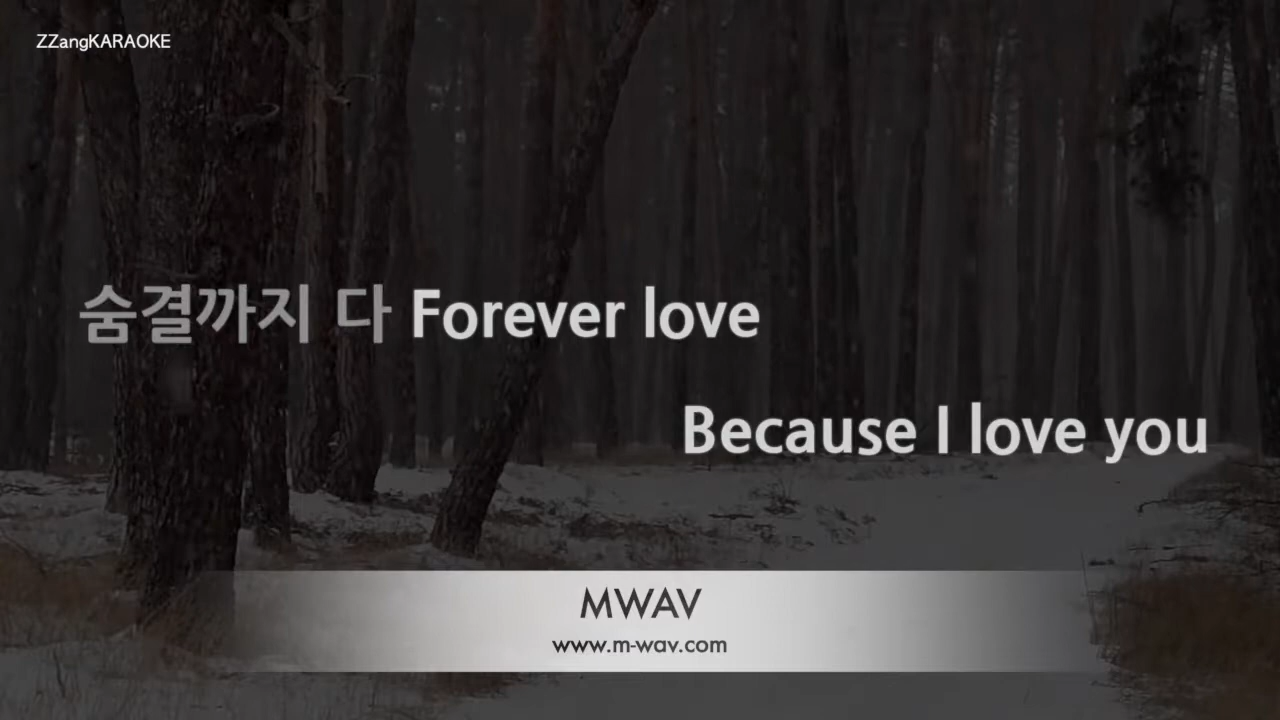 ZZangKARAOKE
숨결까지 다 Forever love
Because I love you
MWAV
www.m-wav.com